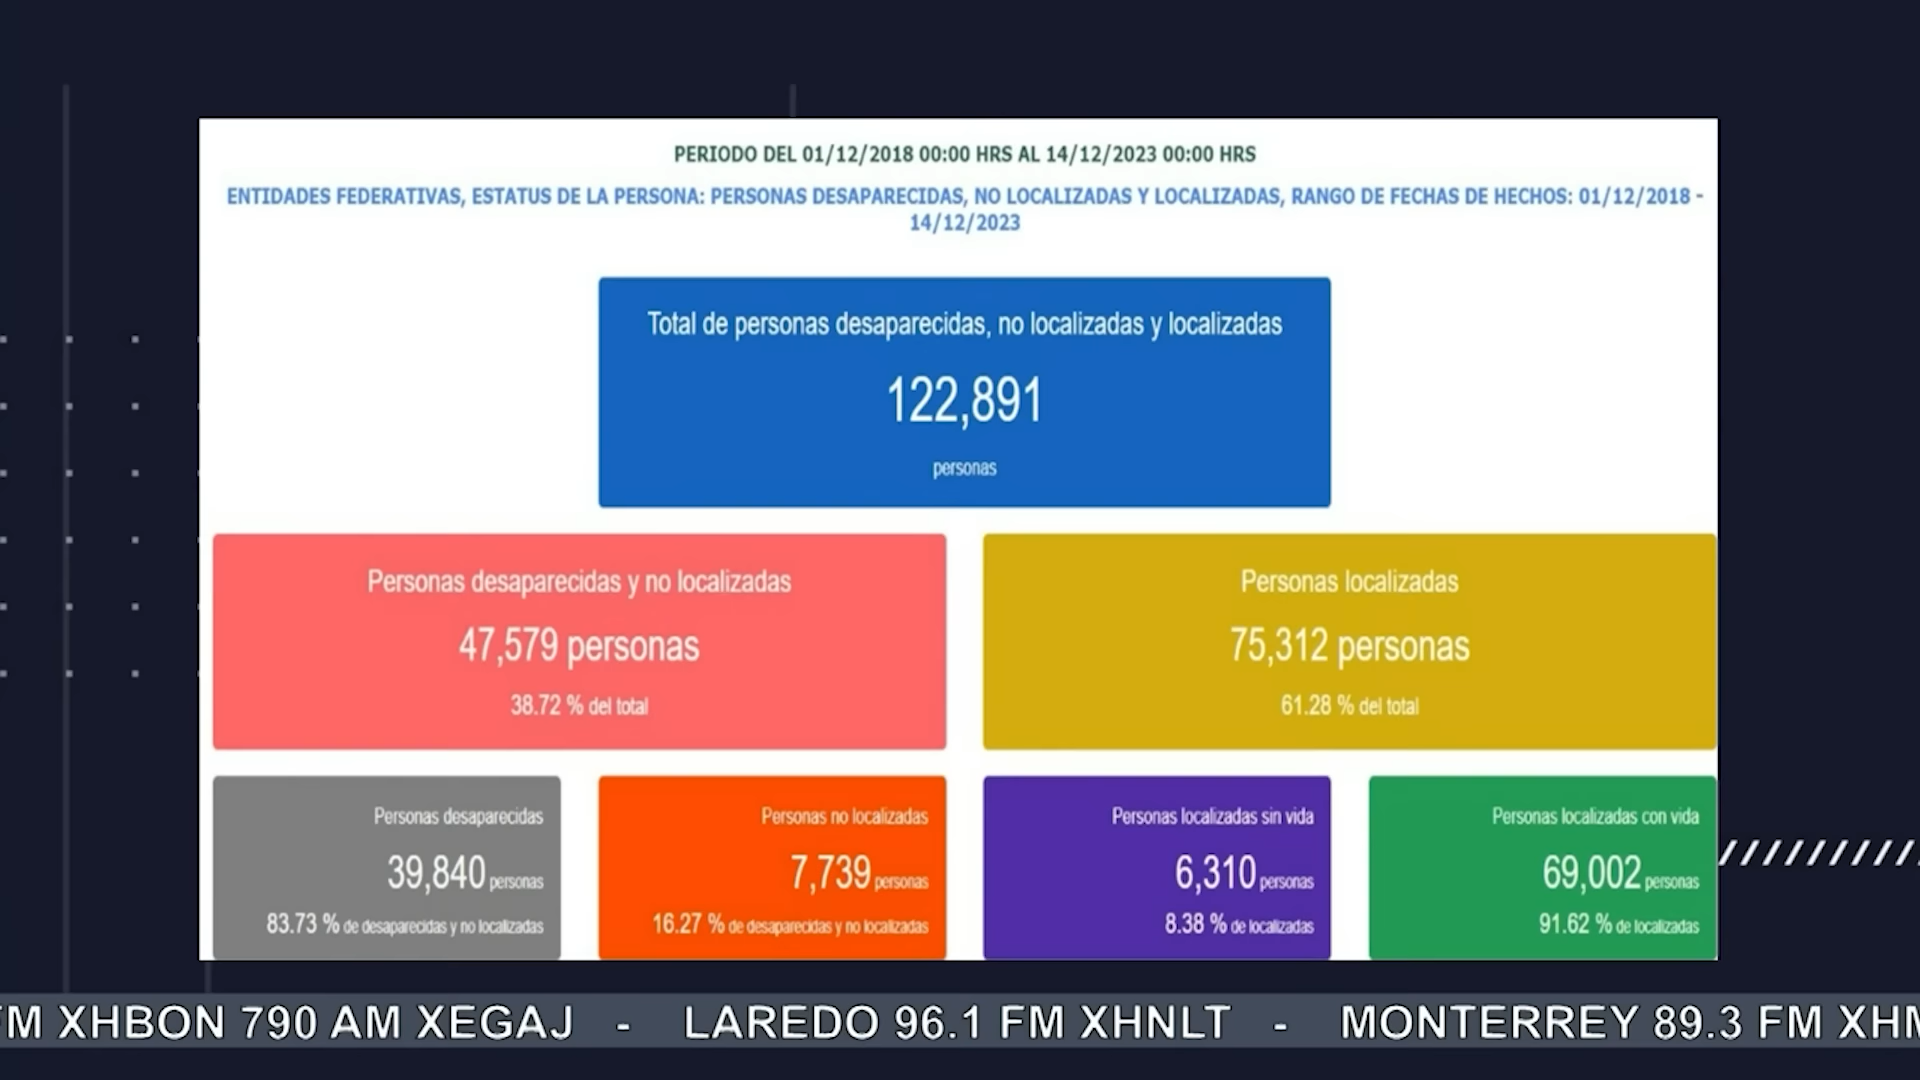 PERIODO DEL 01/12/2018 00:00 HRS AL 14/12/2023 00:00 HRS
ENTIDADES FEDERATIVAS, ESTATUS DE LA PERSONA: PERSONAS DESAPARECIDAS, NO LOCALIZADAS Y LOCALIZADAS, RANGO DE FECHAS DE HECHOS: 01/12/2018 -
14/12/2023
Total de personas desaparecidas, no localizadas y localizadas
122,891
personas
Personas desaparecidas y no localizadas
47,579 personas
38.72 % del total
Personas localizadas
75,312 personas
61.28 % del total
Personas desaparecidas
39,840 personas
83.73 % de desaparecidas y no localizadas
Personas no localizadas
7,739 personas
16.27 % de desaparecidas y no localizadas
Personas localizadas sin vida
6,310 personas
8.38 % de localizadas
Personas localizadas con vida
69,002 personas
91.62 % de localizadas
FM XHBON 790 AM XEGAJ - LAREDO 96.1 FM XHNLT - MONTERREY 89.3 FM XHM